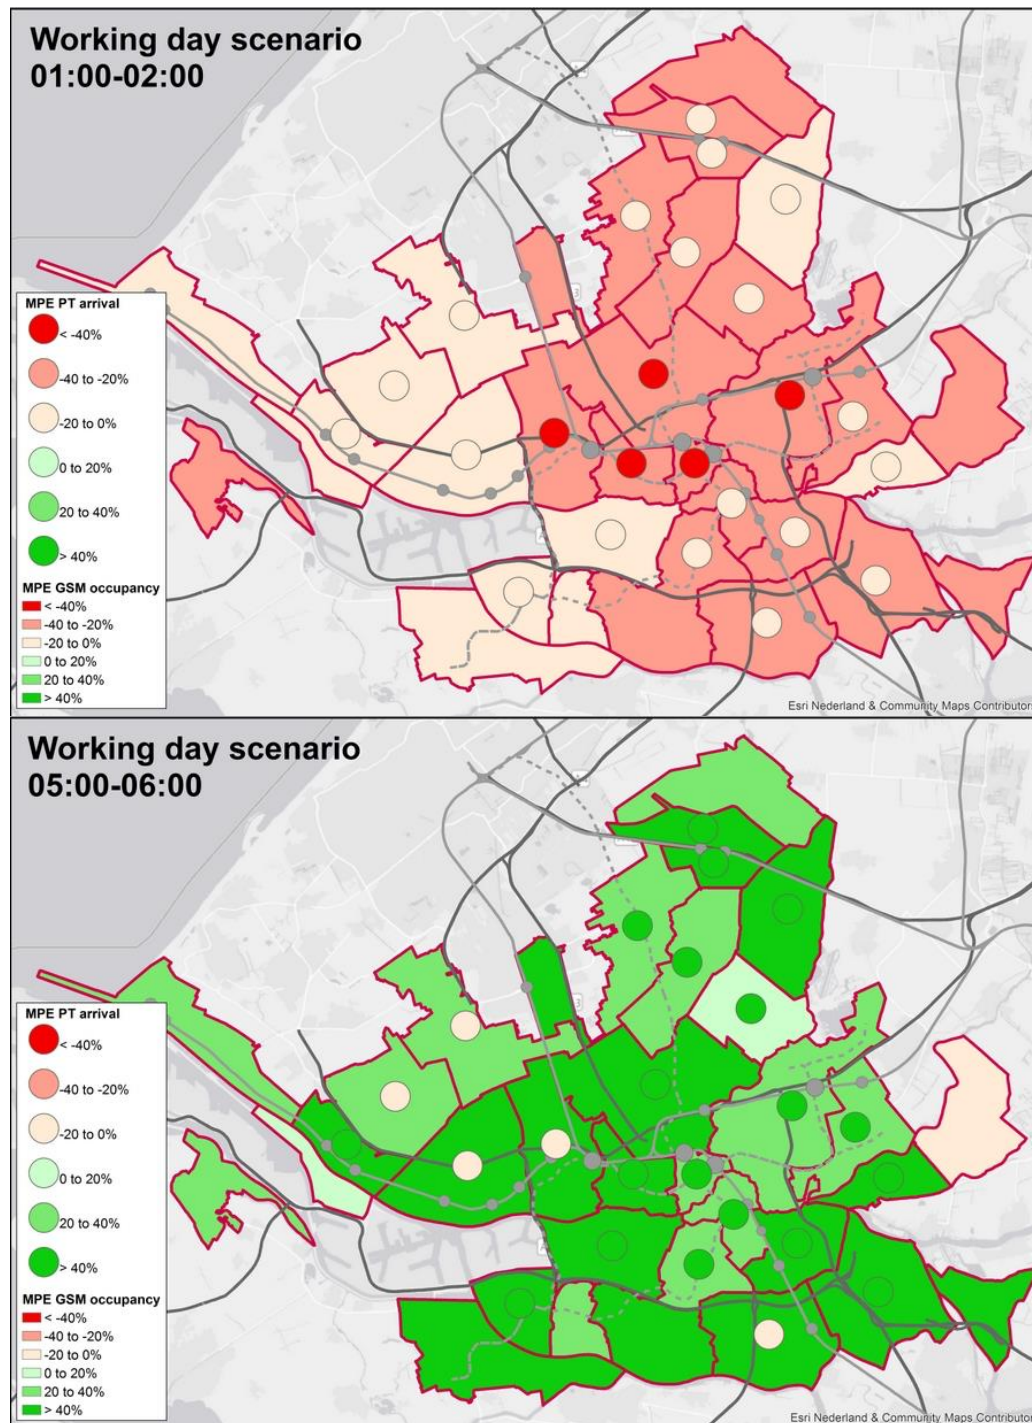 Working day scenario
01:00-02:00
MPE PT arrival
< -40%
-40 to -20%
-20 to 0%
0 to 20%
20 to 40%
> 40%
MPE GSM occupancy
< -40%
-40 to -20%
-20 to 0%
0 to 20%
20 to 40%
> 40%
Esri Nederland & Community Maps Contributors
Working day scenario
05:00-06:00
MPE PT arrival
< -40%
-40 to -20%
-20 to 0%
0 to 20%
20 to 40%
> 40%
MPE GSM occupancy
< -40%
-40 to -20%
-20 to 0%
0 to 20%
20 to 40%
> 40%
Esri Nederland & Community Maps Contributors